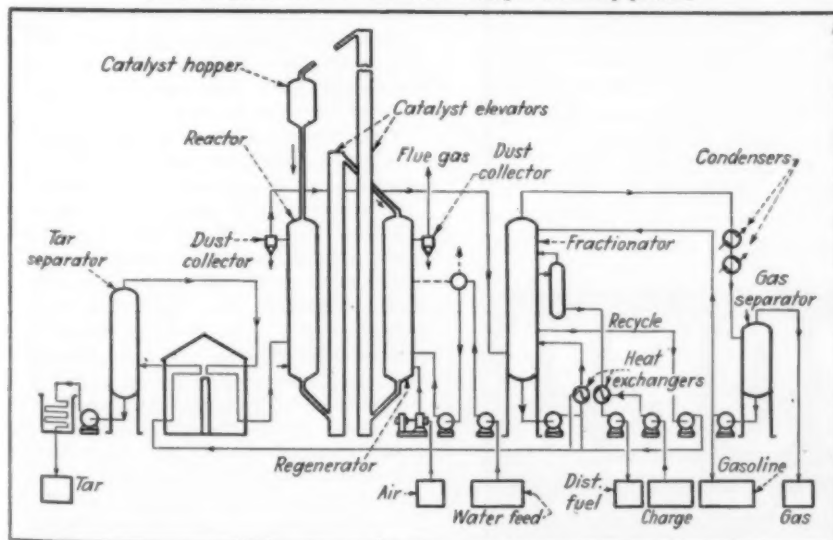 Catalyst hopper
Catalyst elevators
Reactor
Flue gas
Dust
collector
Condensers
Tar
separator
Dust
collector
Fractionator
Gas
separator
Recycle
Heat
exchangers
Regenerator
Tar
Air
Water feed
Dist.
fuel
Charge
Gasoline
Gas